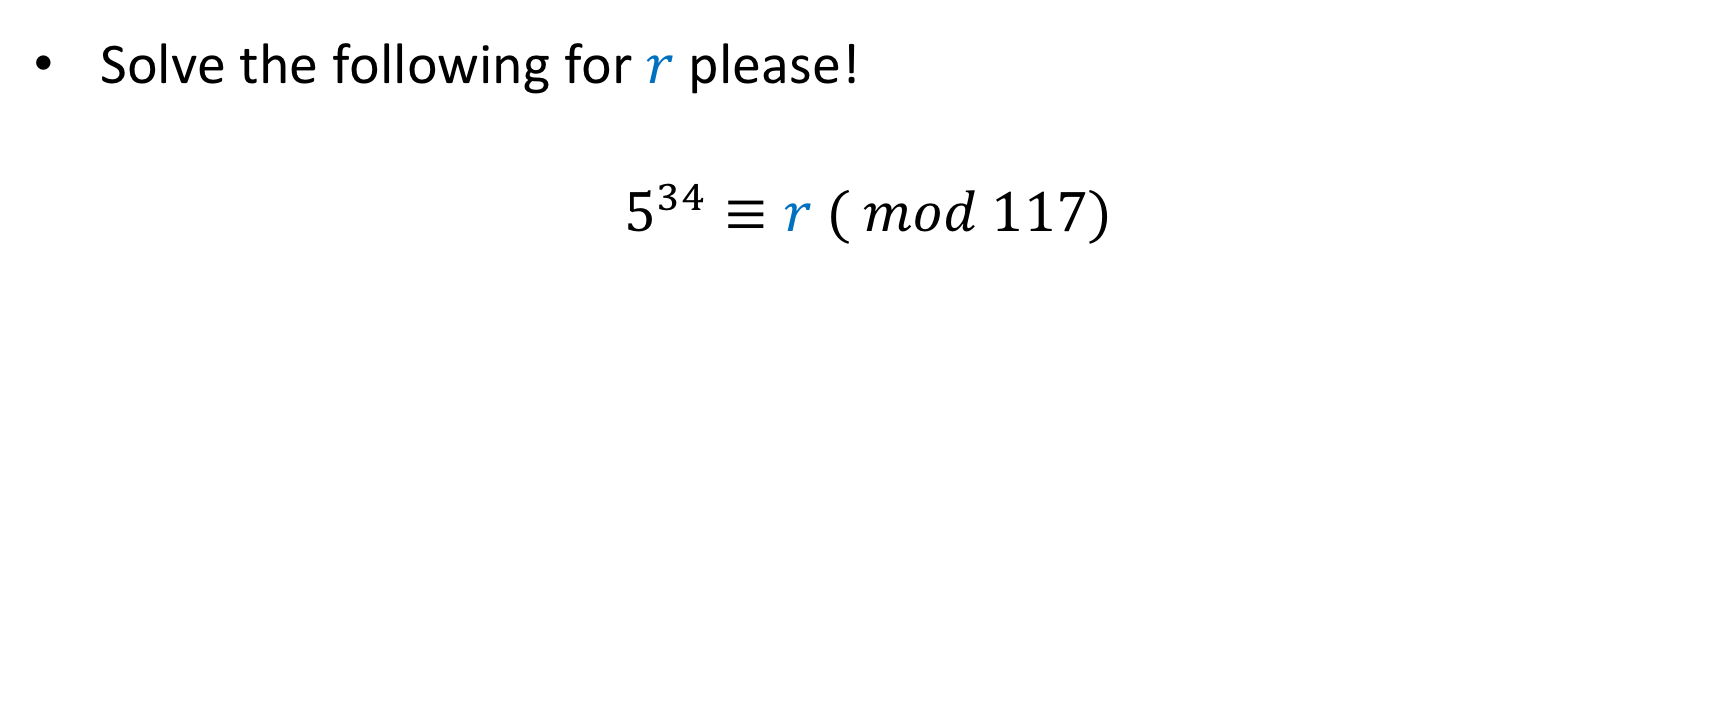 • Solve the following for r please!
5³⁴ ≡ r ( mod 117)